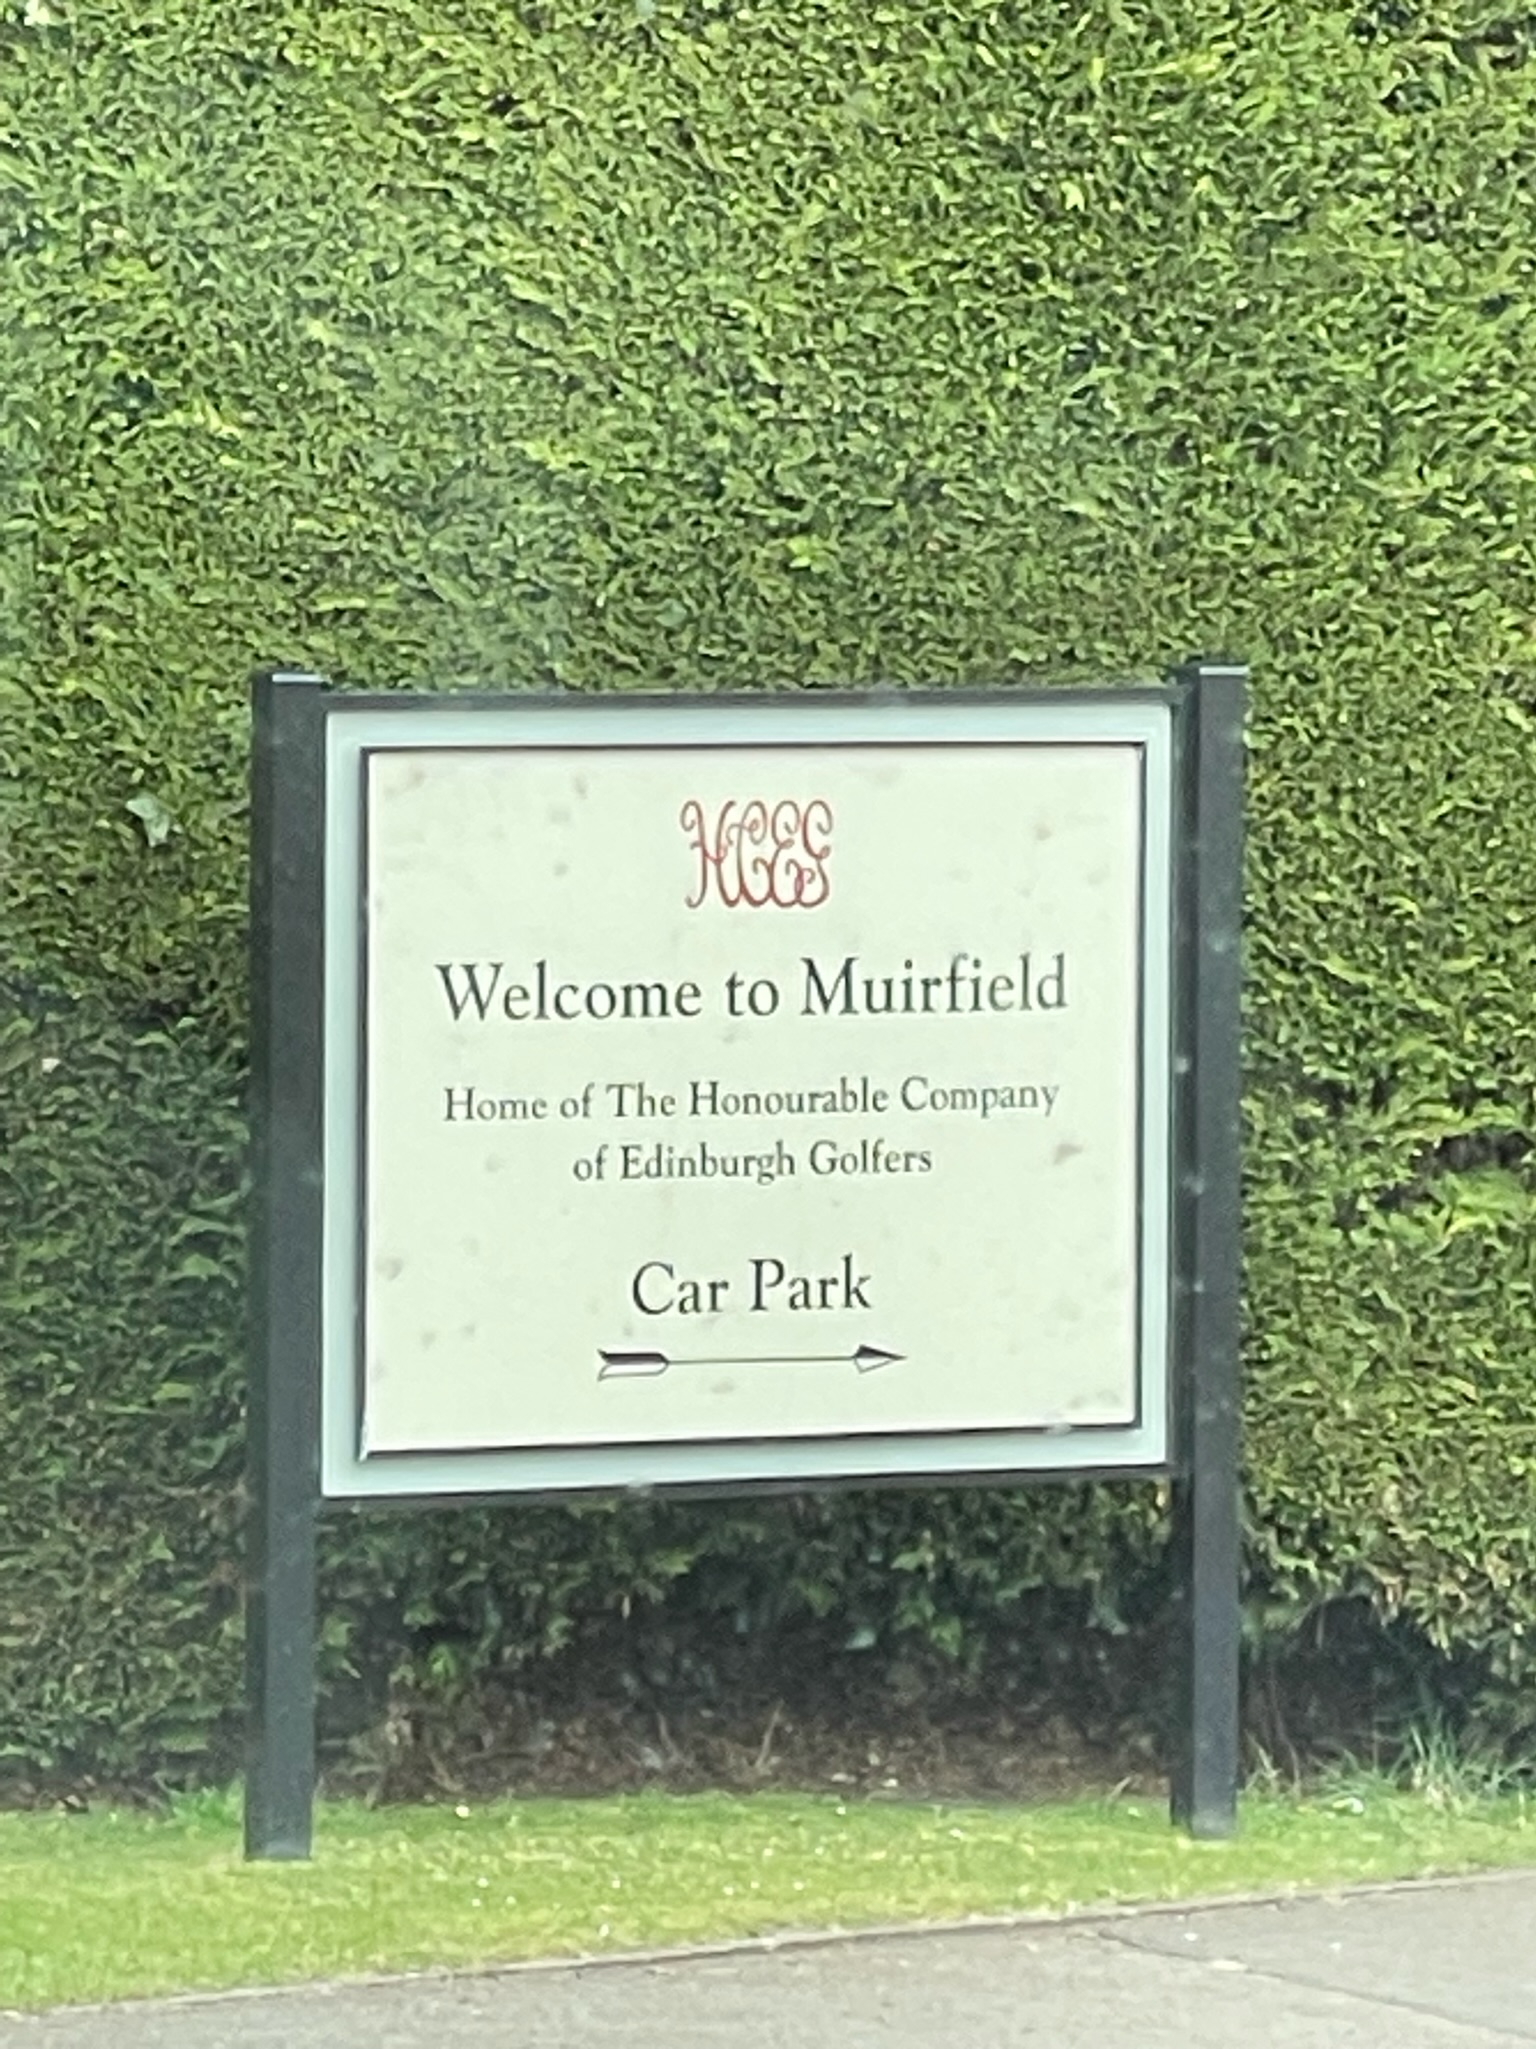 HCEG
Welcome to Muirfield
Home of The Honourable Company
of Edinburgh Golfers
Car Park